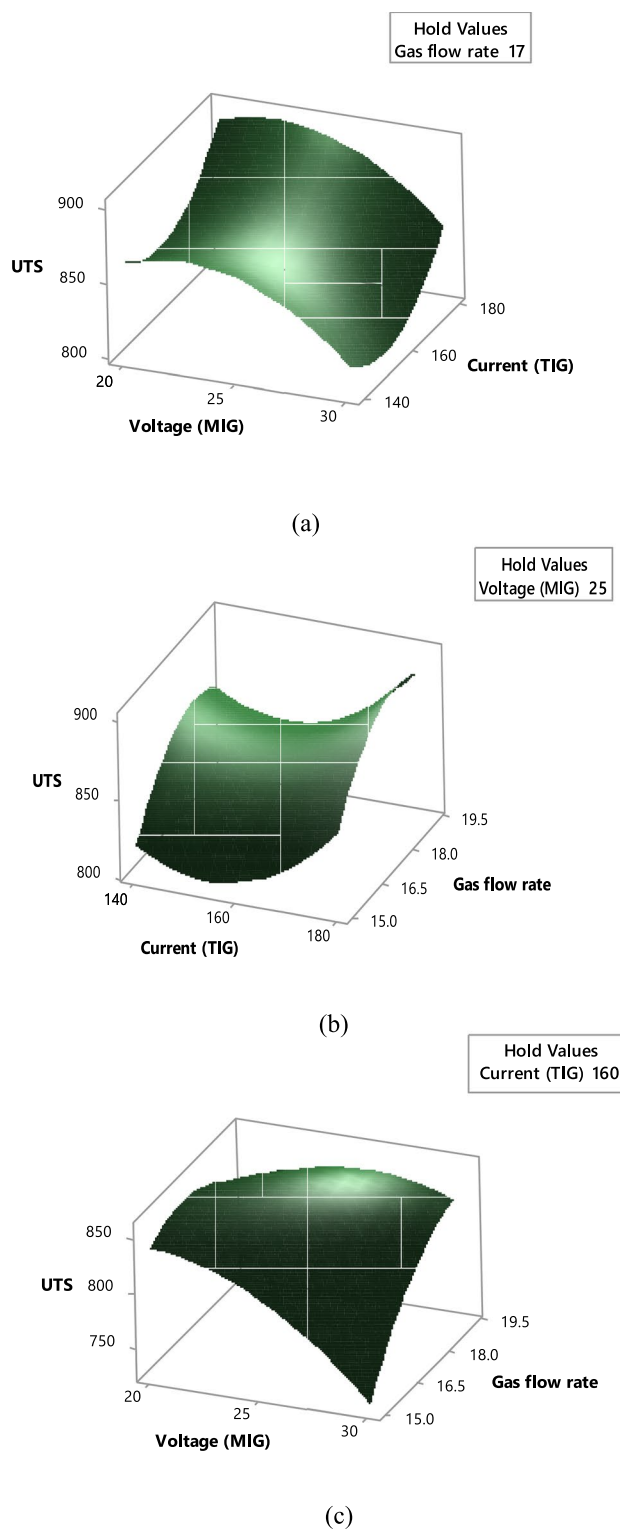 Hold Values
Gas flow rate 17
900
UTS
850
800
20
25
30
Voltage (MIG)
140
160
180
Current (TIG)
(a)
Hold Values
Voltage (MIG) 25
900
UTS
850
800
140
160
180
Current (TIG)
15.0
16.5
18.0
19.5
Gas flow rate
(b)
Hold Values
Current (TIG) 160
850
UTS
800
750
20
25
30
Voltage (MIG)
15.0
16.5
18.0
19.5
Gas flow rate
(c)